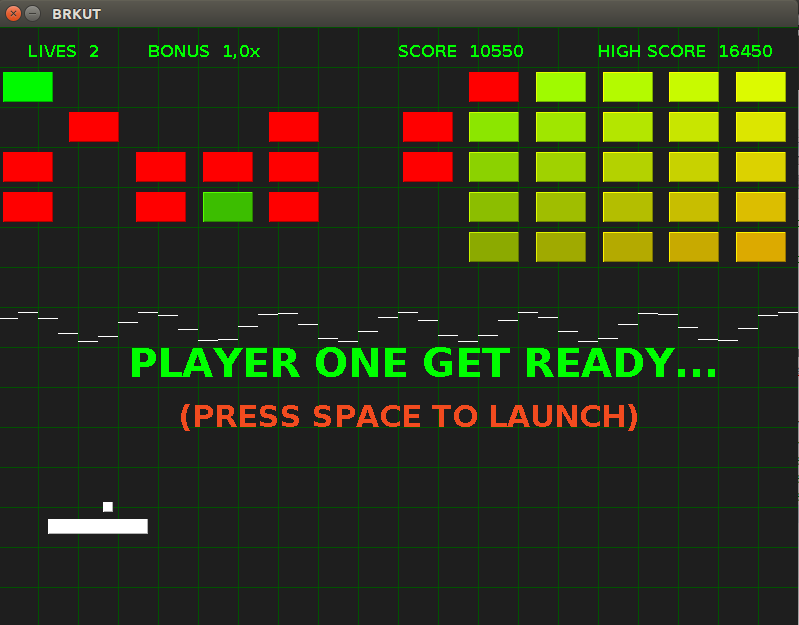 BRKUT
LIVES 2 BONUS 1,0x SCORE 10550 HIGH SCORE 16450
PLAYER ONE GET READY...
(PRESS SPACE TO LAUNCH)